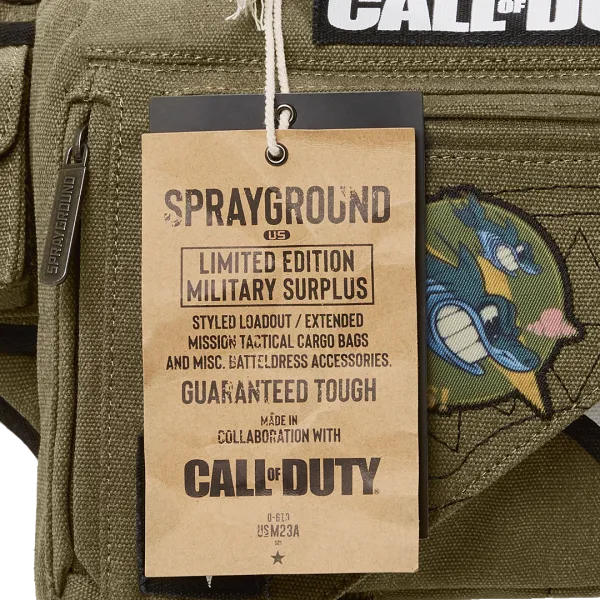 CALL OF DU
SPRAYGROUND
SPRAYGROUND
US
LIMITED EDITION
MILITARY SURPLUS
STYLED LOADOUT / EXTENDED
MISSION TACTICAL CARGO BAGS
AND MISC. BATTELDRESS ACCESSORIES.
GUARANTEED TOUGH
MADE IN
COLLABORATION WITH
CALL OF DUTY
USM23A